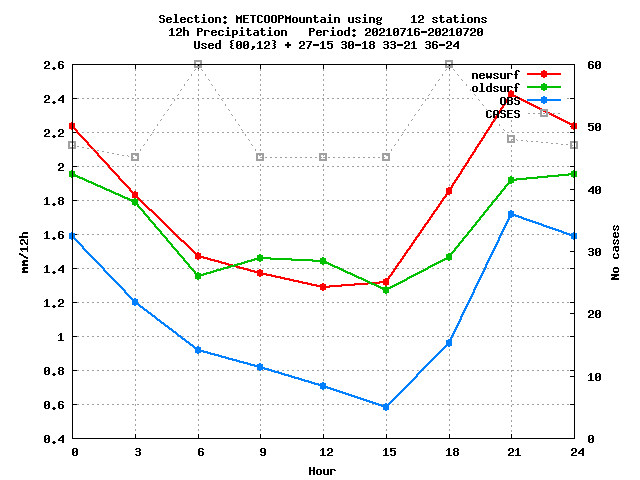 Selection: METCOOPMountain using    12 stations
12h Precipitation   Period: 20210716-20210720
Used {00,12} + 27-15 30-18 33-21 36-24
newsurf
oldsurf
OBS
CASES
2.6
2.4
2.2
2
1.8
1.6
1.4
1.2
1
0.8
0.6
0.4
60
50
40
30
20
10
0
mm/12h
No cases
0 3 6 9 12 15 18 21 24
Hour